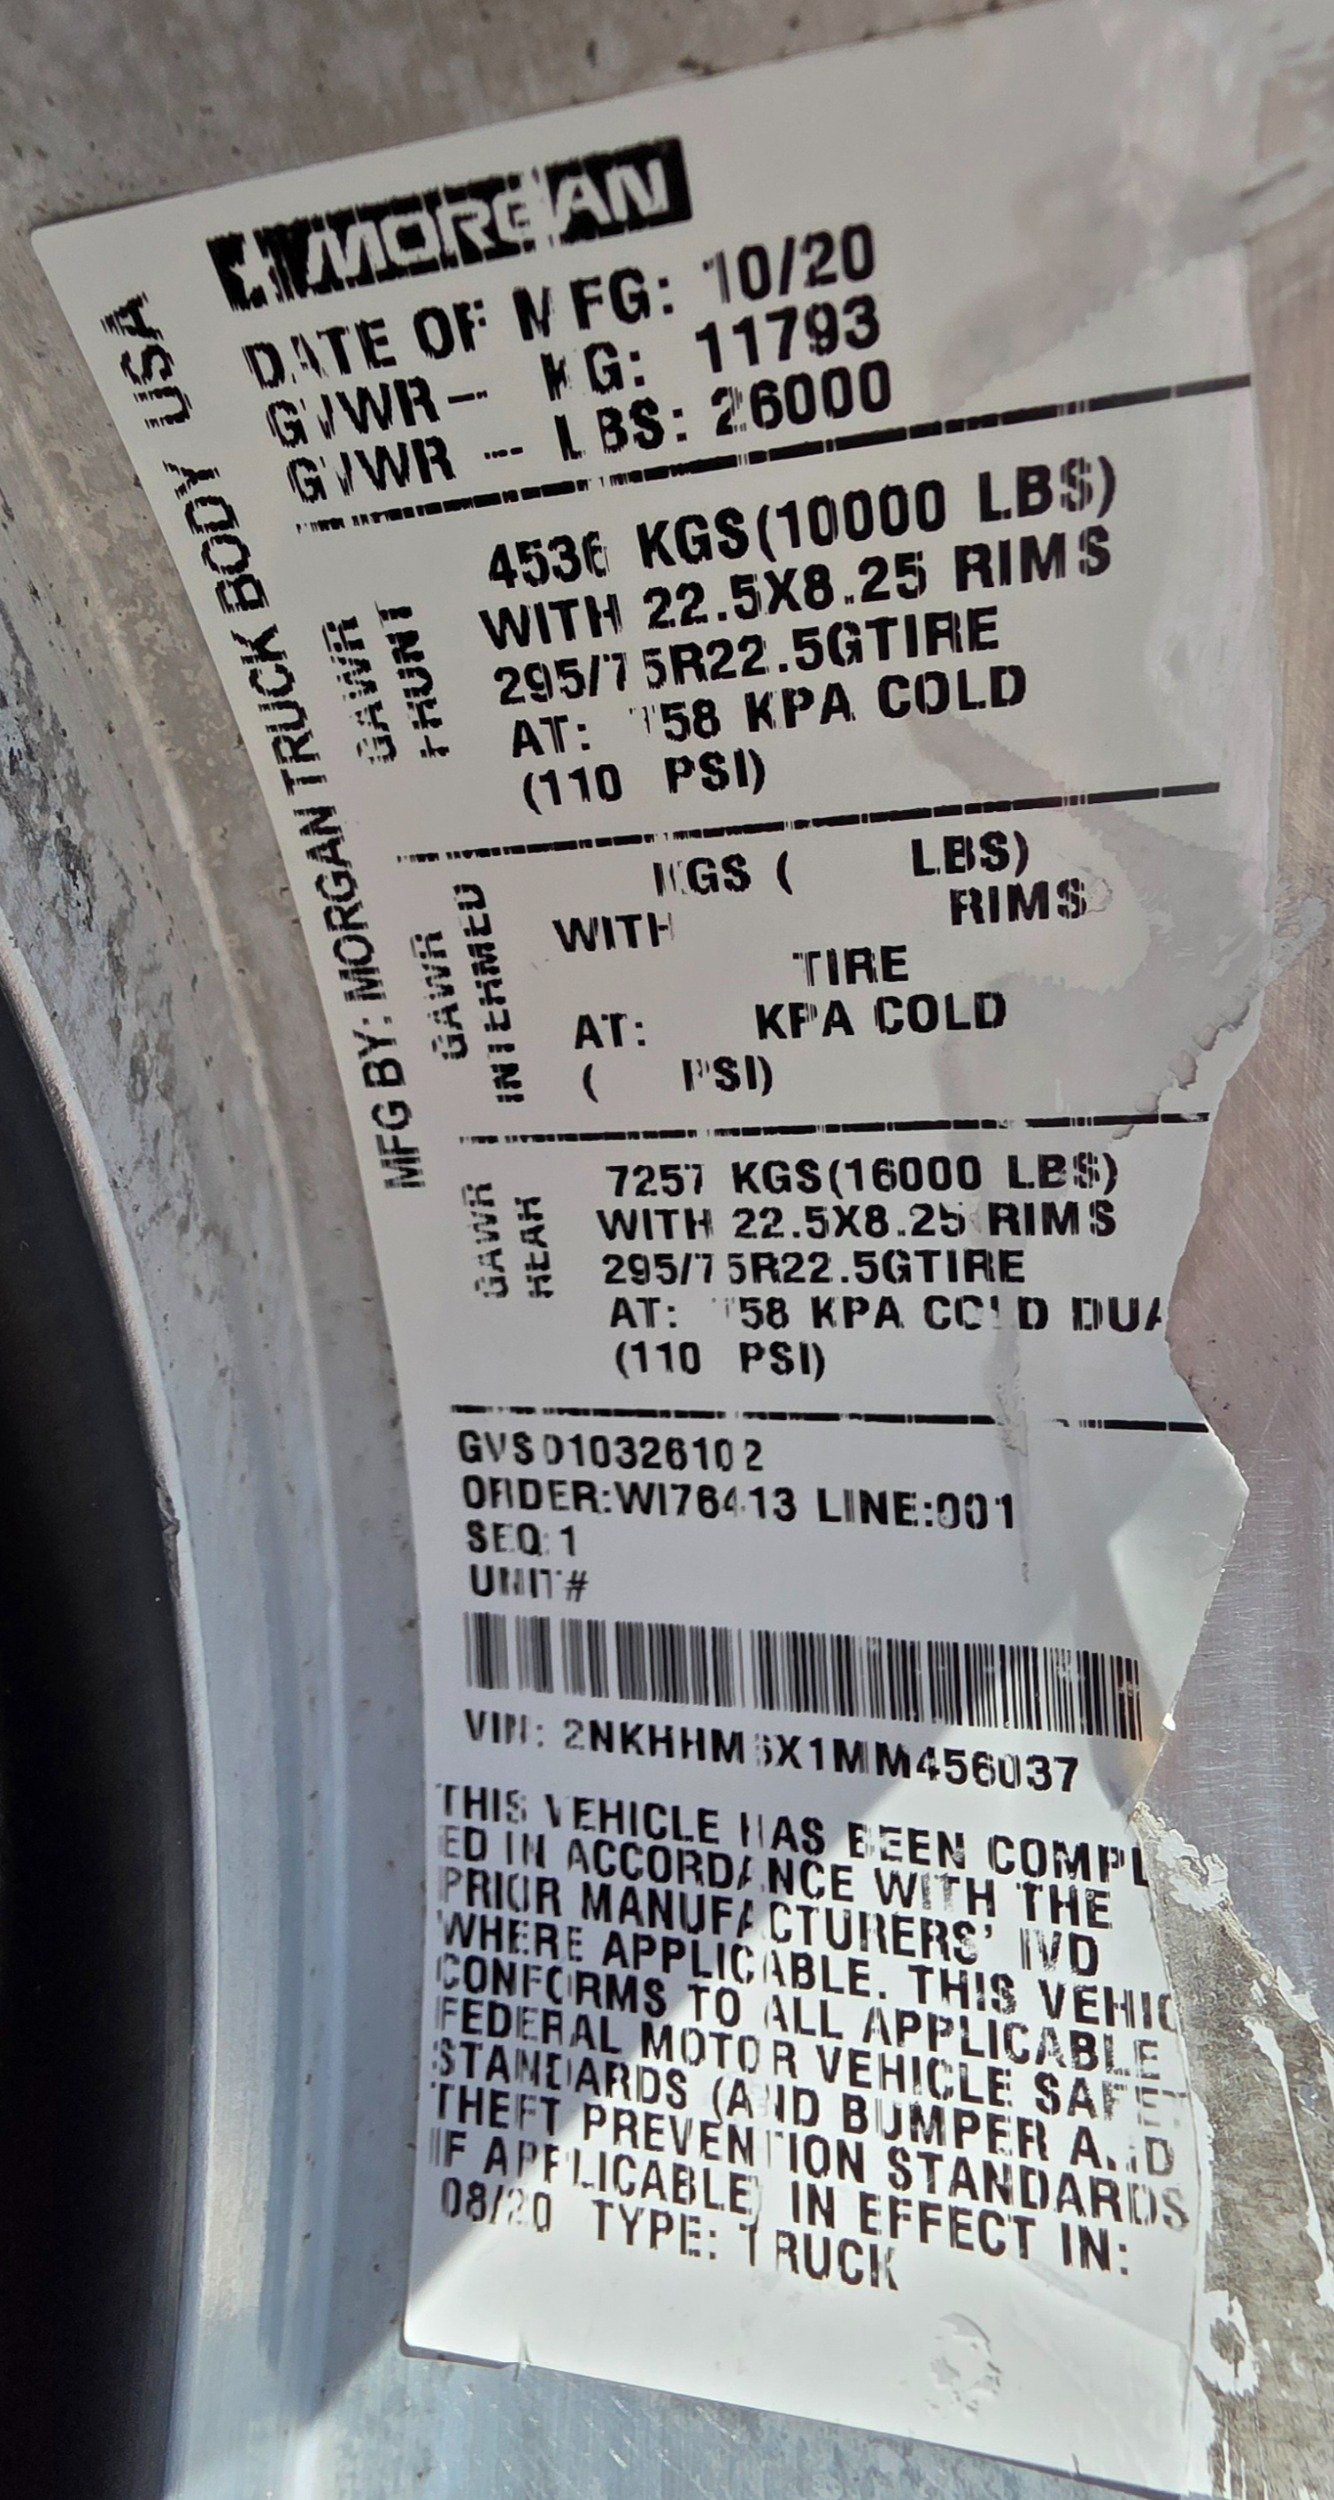 MORGAN
DATE OF MFG: 10/20
GVWR-- KG: 11793
GVWR -- LBS: 26000
MFG BY: MORGAN TRUCK BODY USA
GAWR
FRONT
4536 KGS(10000 LBS)
WITH 22.5X8.25 RIMS
295/75R22.5GTIRE
AT: 758 KPA COLD
(110 PSI)
GAWR
INTERMED
KGS ( LBS)
WITH RIMS
TIRE
AT: KPA COLD
( PSI)
GAWR
REAR
7257 KGS(16000 LBS)
WITH 22.5X8.25 RIMS
295/75R22.5GTIRE
AT: 758 KPA COLD DUA
(110 PSI)
GVSD10326102
ORDER:WI76413 LINE:001
SEQ:1
UNIT#
VIN: 2NKHHM6X1MM456037
THIS VEHICLE HAS BEEN COMPL
ED IN ACCORDANCE WITH THE
PRIOR MANUFACTURERS' IVD
WHERE APPLICABLE. THIS VEHIC
CONFORMS TO ALL APPLICABLE
FEDERAL MOTOR VEHICLE SAFET
STANDARDS (AND BUMPER AND
THEFT PREVENTION STANDARDS
IF APPLICABLE) IN EFFECT IN:
08/20 TYPE: TRUCK